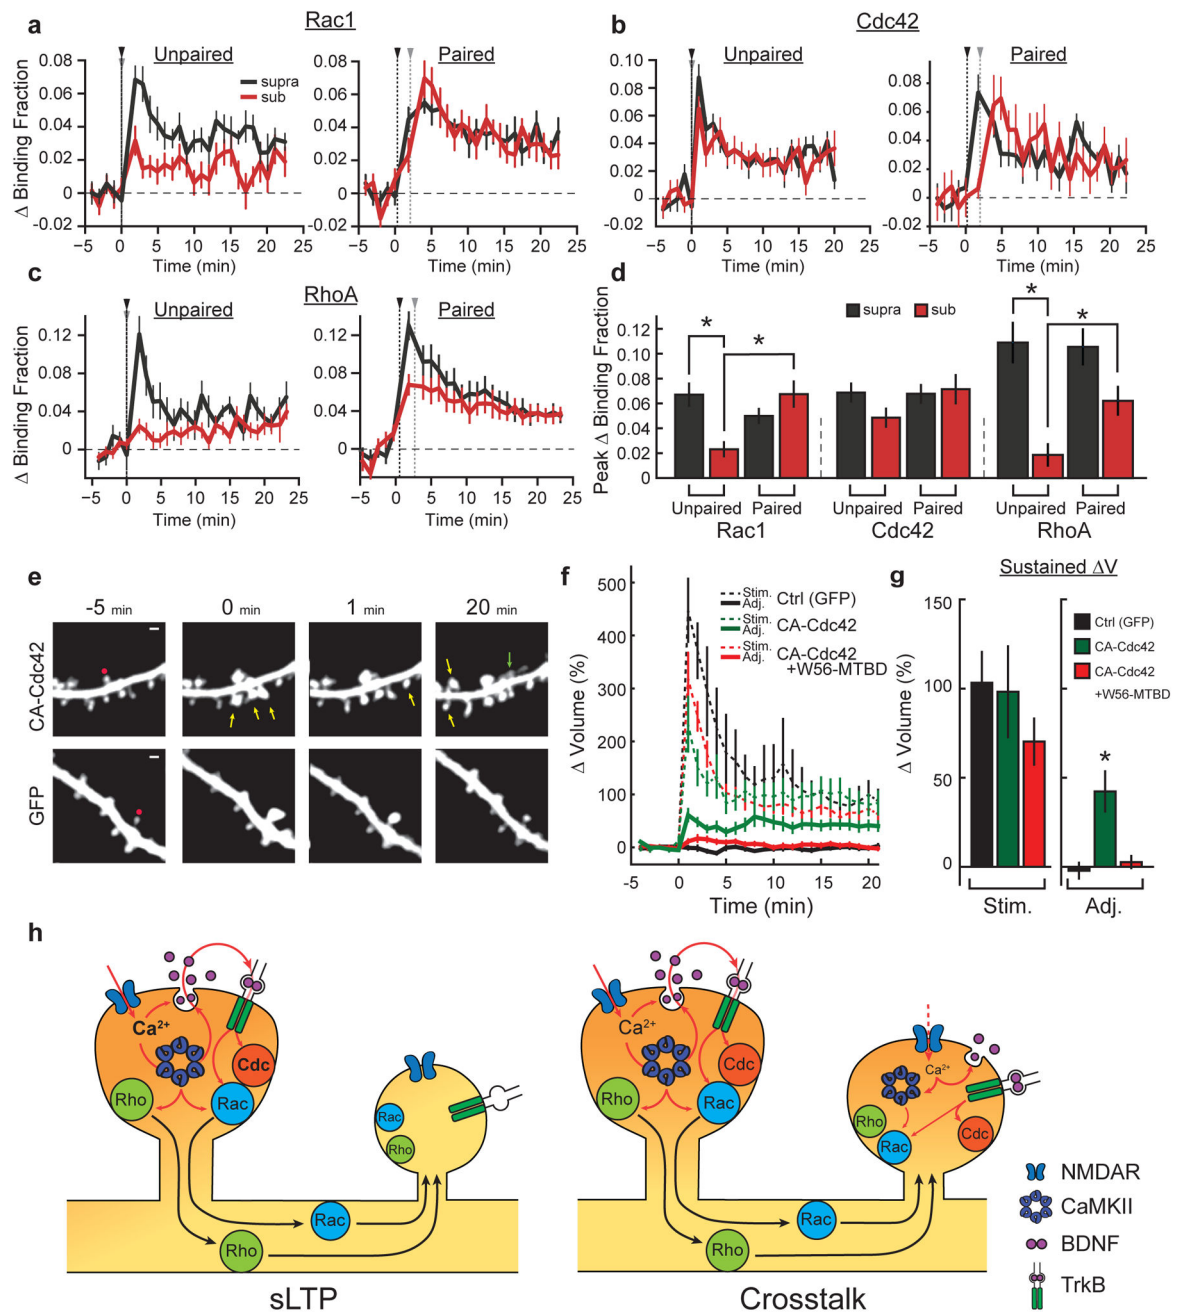 a
Rac1
Unpaired
Paired
supra
sub
Δ Binding Fraction
0.08
0.06
0.04
0.02
0
-0.02
-5 0 5 10 15 20 25
Time (min)
0.08
0.06
0.04
0.02
0
-0.02
-5 0 5 10 15 20 25
Time (min)
b
Cdc42
Unpaired
Paired
0.10
0.08
0.06
0.04
0.02
0
-0.02
-5 0 5 10 15 20 25
Time (min)
0.08
0.06
0.04
0.02
0
-0.02
-5 0 5 10 15 20 25
Time (min)
c
RhoA
Unpaired
Paired
Δ Binding Fraction
0.12
0.08
0.04
0
-5 0 5 10 15 20 25
Time (min)
0.12
0.08
0.04
0
-5 0 5 10 15 20 25
Time (min)
d
supra sub
Peak Δ Binding Fraction
0.12
0.10
0.08
0.06
0.04
0.02
0
* * * *
Unpaired Paired Unpaired Paired Unpaired Paired
Rac1 Cdc42 RhoA
e
-5 min 0 min 1 min 20 min
CA-Cdc42
GFP
f
Δ Volume (%)
500
400
300
200
100
0
-5 0 5 10 15 20
Time (min)
Stim.
Adj. Ctrl (GFP)
Stim.
Adj. CA-Cdc42
Stim.
Adj. CA-Cdc42
+W56-MTBD
g
Sustained ΔV
Δ Volume (%)
150
100
50
0
Ctrl (GFP)
CA-Cdc42
CA-Cdc42
+W56-MTBD
*
Stim. Adj.
h
Ca2+
Cdc
Rho
Rac
Rac
Rho
Rac
Rho
sLTP
Ca2+
Cdc
Rho
Rac
Ca2+
Rho
Rac
Cdc
Rac
Rho
Crosstalk
NMDAR
CaMKII
BDNF
TrkB